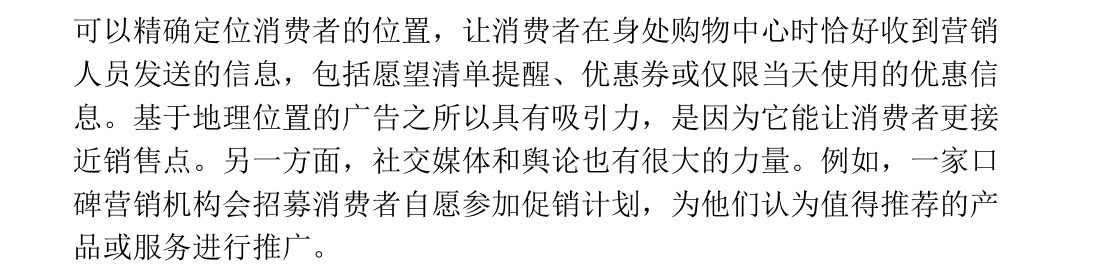 可以精确定位消费者的位置，让消费者在身处购物中心时恰好收到营销
人员发送的信息，包括愿望清单提醒、优惠券或仅限当天使用的优惠信
息。基于地理位置的广告之所以具有吸引力，是因为它能让消费者更接
近销售点。另一方面，社交媒体和舆论也有很大的力量。例如，一家口
碑营销机构会招募消费者自愿参加促销计划，为他们认为值得推荐的产
品或服务进行推广。